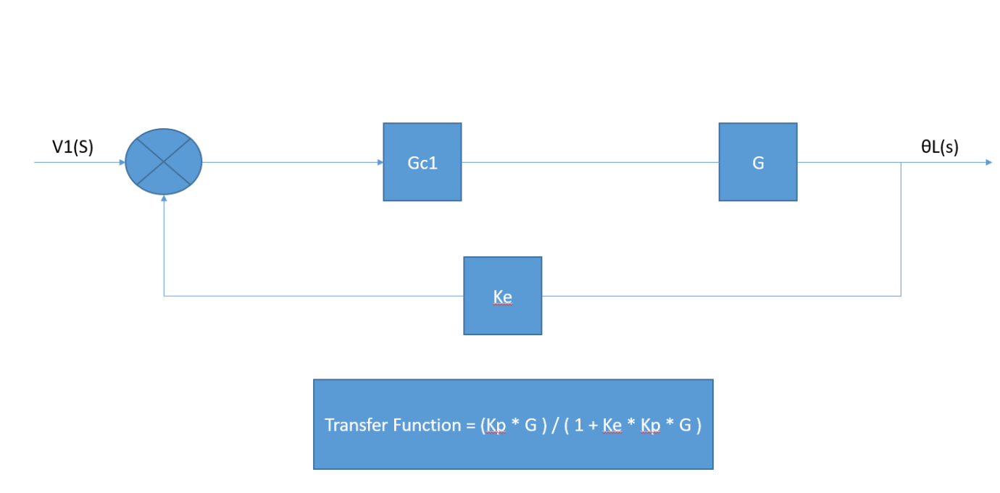 V1(S)
θL(s)
Gc1
G
Ke
Transfer Function = (Kp * G ) / ( 1 + Ke * Kp * G )